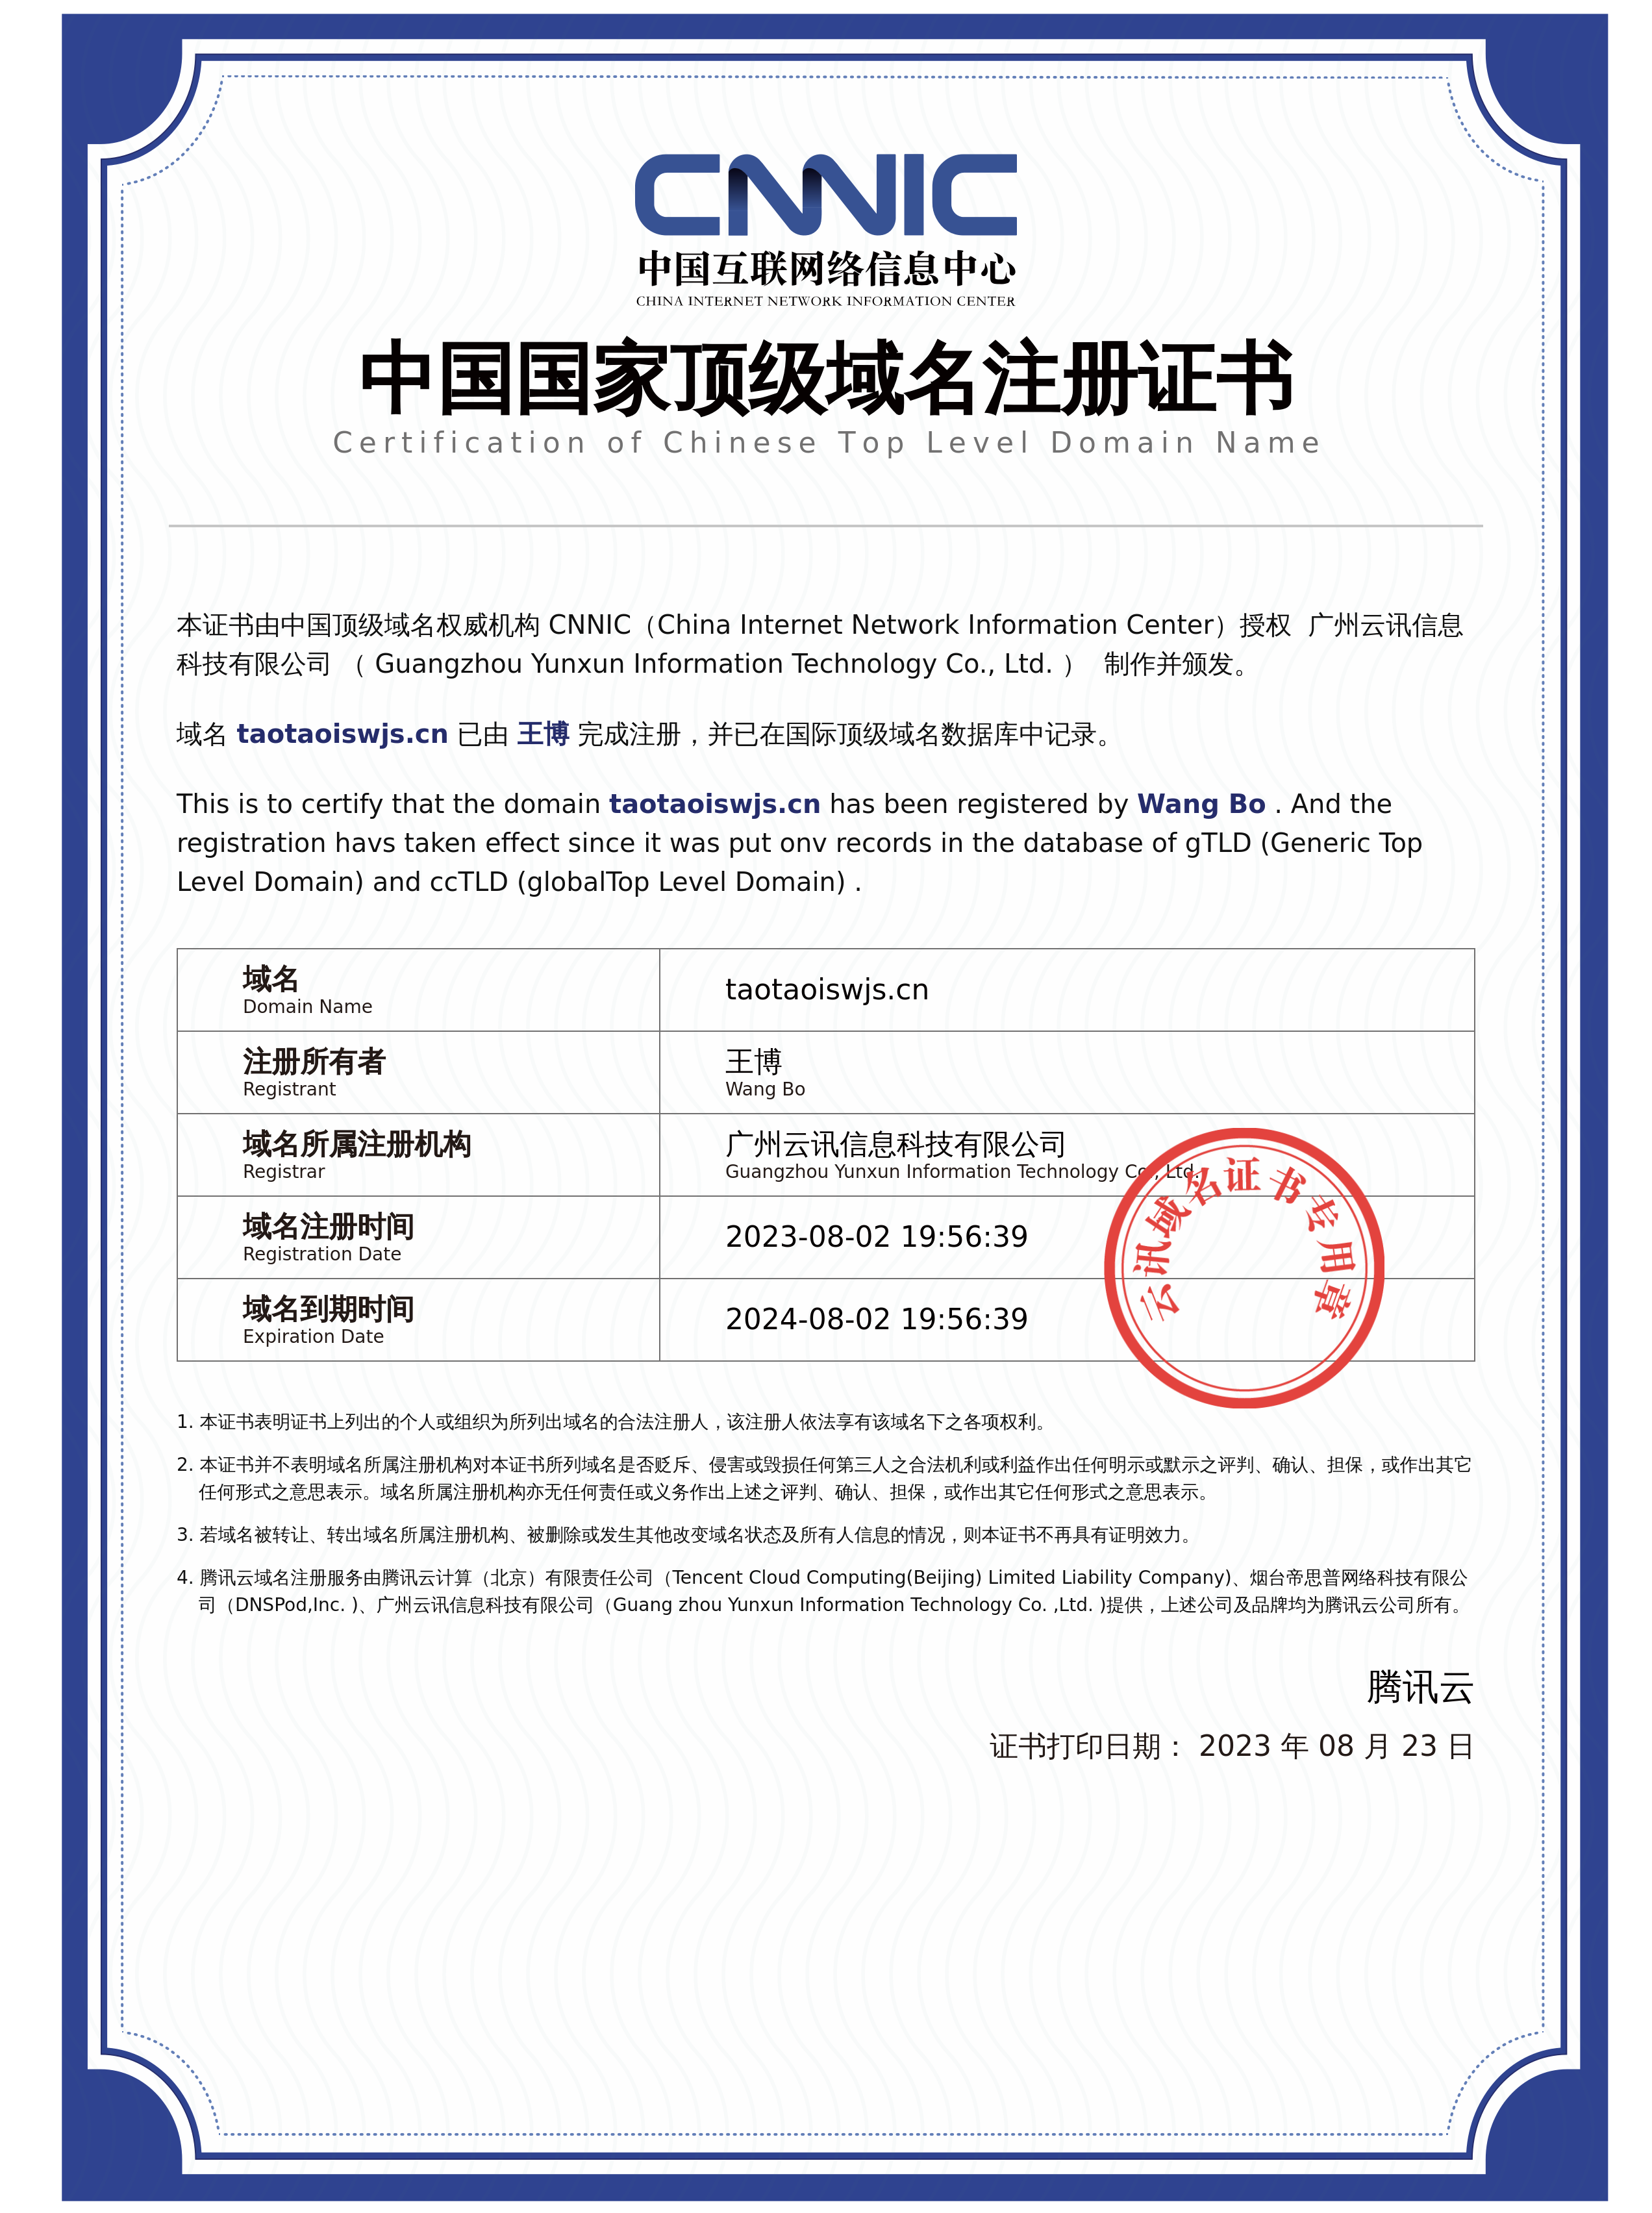 CNNIC
中国互联网络信息中心
CHINA INTERNET NETWORK INFORMATION CENTER
中国国家顶级域名注册证书
Certification of Chinese Top Level Domain Name
本证书由中国顶级域名权威机构 CNNIC（China Internet Network Information Center）授权 广州云讯信息
科技有限公司 （ Guangzhou Yunxun Information Technology Co., Ltd. ） 制作并颁发。
域名 taotaoiswjs.cn 已由 王博 完成注册，并已在国际顶级域名数据库中记录。
This is to certify that the domain taotaoiswjs.cn has been registered by Wang Bo . And the
registration havs taken effect since it was put onv records in the database of gTLD (Generic Top
Level Domain) and ccTLD (globalTop Level Domain) .
域名
Domain Name
taotaoiswjs.cn
注册所有者
Registrant
王博
Wang Bo
域名所属注册机构
Registrar
广州云讯信息科技有限公司
Guangzhou Yunxun Information Technology Co., Ltd.
域名注册时间
Registration Date
2023-08-02 19:56:39
域名到期时间
Expiration Date
2024-08-02 19:56:39
云讯域名证书专用章
1. 本证书表明证书上列出的个人或组织为所列出域名的合法注册人，该注册人依法享有该域名下之各项权利。
2. 本证书并不表明域名所属注册机构对本证书所列域名是否贬斥、侵害或毁损任何第三人之合法机利或利益作出任何明示或默示之评判、确认、担保，或作出其它
任何形式之意思表示。域名所属注册机构亦无任何责任或义务作出上述之评判、确认、担保，或作出其它任何形式之意思表示。
3. 若域名被转让、转出域名所属注册机构、被删除或发生其他改变域名状态及所有人信息的情况，则本证书不再具有证明效力。
4. 腾讯云域名注册服务由腾讯云计算（北京）有限责任公司（Tencent Cloud Computing(Beijing) Limited Liability Company)、烟台帝思普网络科技有限公
司（DNSPod,Inc. )、广州云讯信息科技有限公司（Guang zhou Yunxun Information Technology Co. ,Ltd. )提供，上述公司及品牌均为腾讯云公司所有。
腾讯云
证书打印日期： 2023 年 08 月 23 日